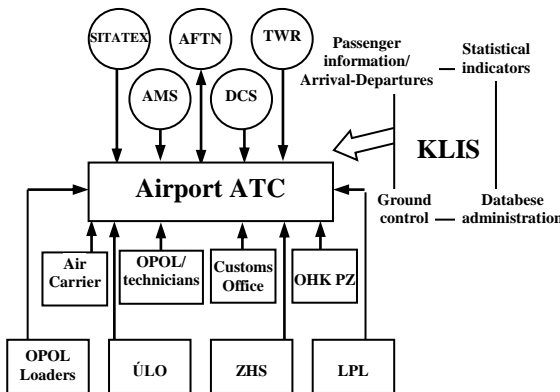 SITATEX
AFTN
TWR
Passenger
information/
Arrival-Departures
Statistical
indicators
AMS
DCS
KLIS
Airport ATC
Ground
control
Databese
administration
Air
Carrier
OPOL/
technicians
Customs
Office
OHK PZ
OPOL
Loaders
ÚLO
ZHS
LPL